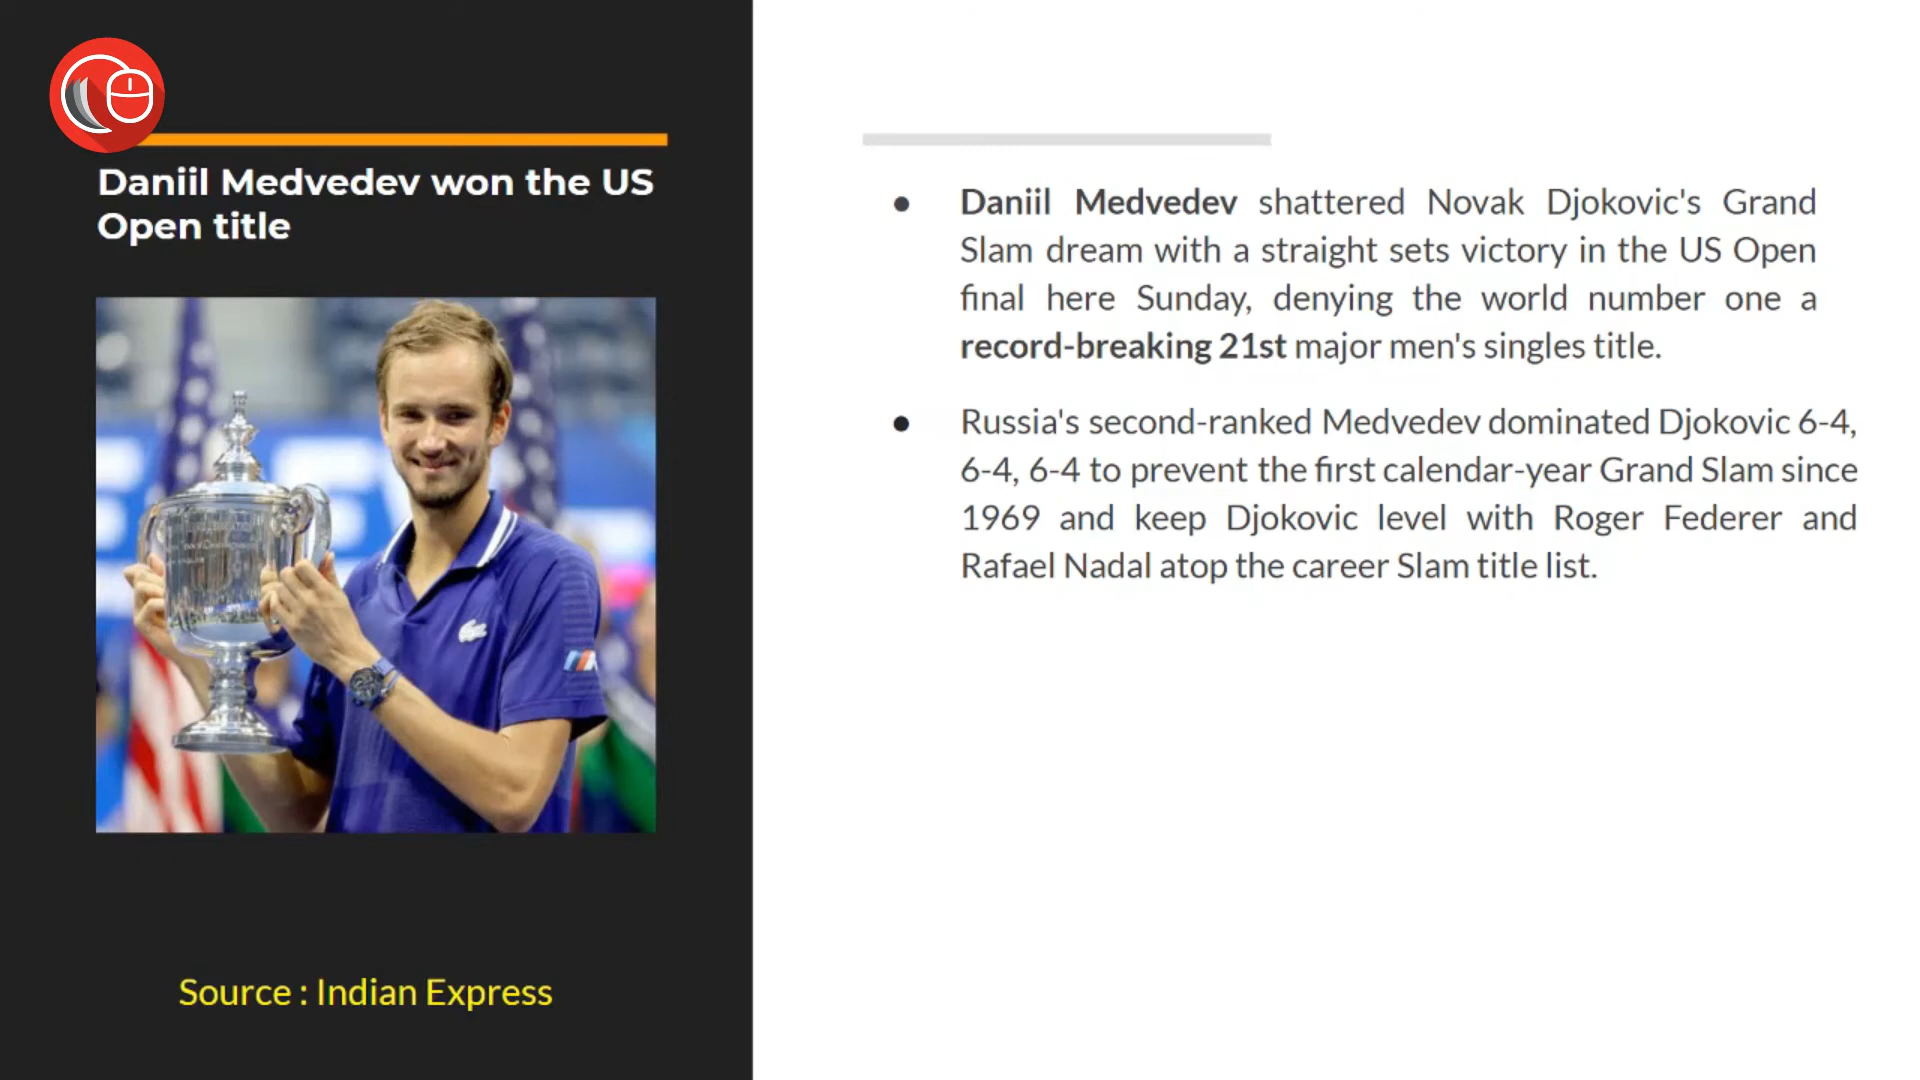 Daniil Medvedev won the US
Open title
Source : Indian Express
● Daniil Medvedev shattered Novak Djokovic's Grand
Slam dream with a straight sets victory in the US Open
final here Sunday, denying the world number one a
record-breaking 21st major men's singles title.
● Russia's second-ranked Medvedev dominated Djokovic 6-4,
6-4, 6-4 to prevent the first calendar-year Grand Slam since
1969 and keep Djokovic level with Roger Federer and
Rafael Nadal atop the career Slam title list.